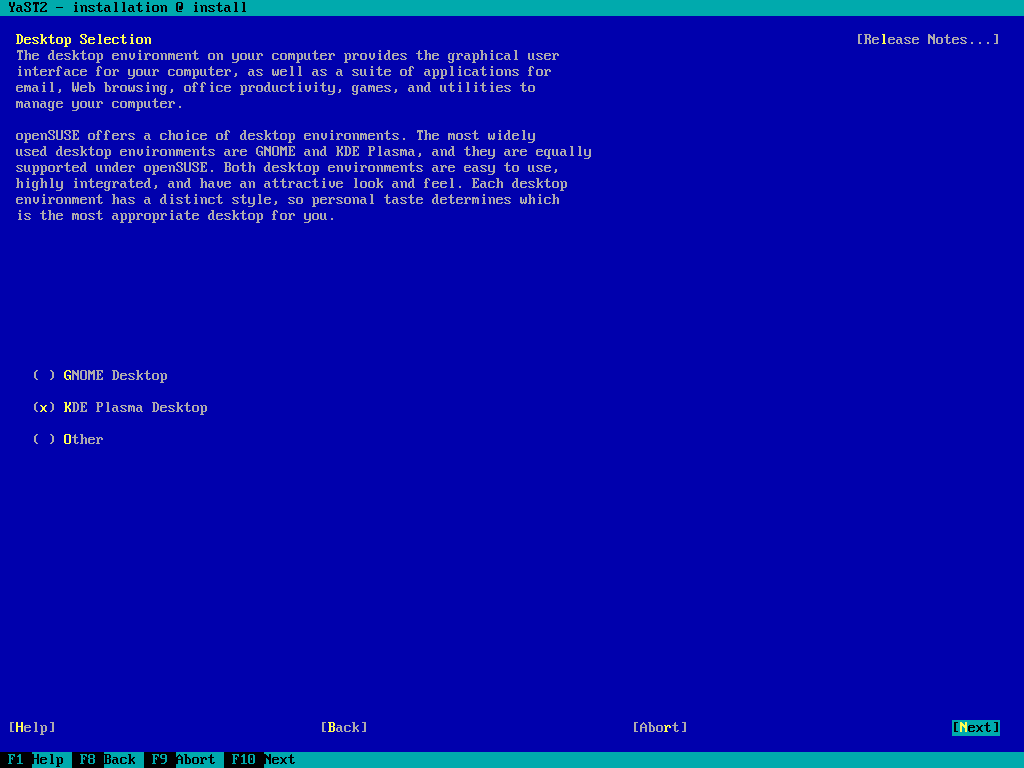 YaST2 - installation @ install
Desktop Selection [Release Notes...]
The desktop environment on your computer provides the graphical user
interface for your computer, as well as a suite of applications for
email, Web browsing, office productivity, games, and utilities to
manage your computer.
openSUSE offers a choice of desktop environments. The most widely
used desktop environments are GNOME and KDE Plasma, and they are equally
supported under openSUSE. Both desktop environments are easy to use,
highly integrated, and have an attractive look and feel. Each desktop
environment has a distinct style, so personal taste determines which
is the most appropriate desktop for you.
( ) GNOME Desktop
(x) KDE Plasma Desktop
( ) Other
[Help] [Back] [Abort] [Next]
F1 Help F8 Back F9 Abort F10 Next